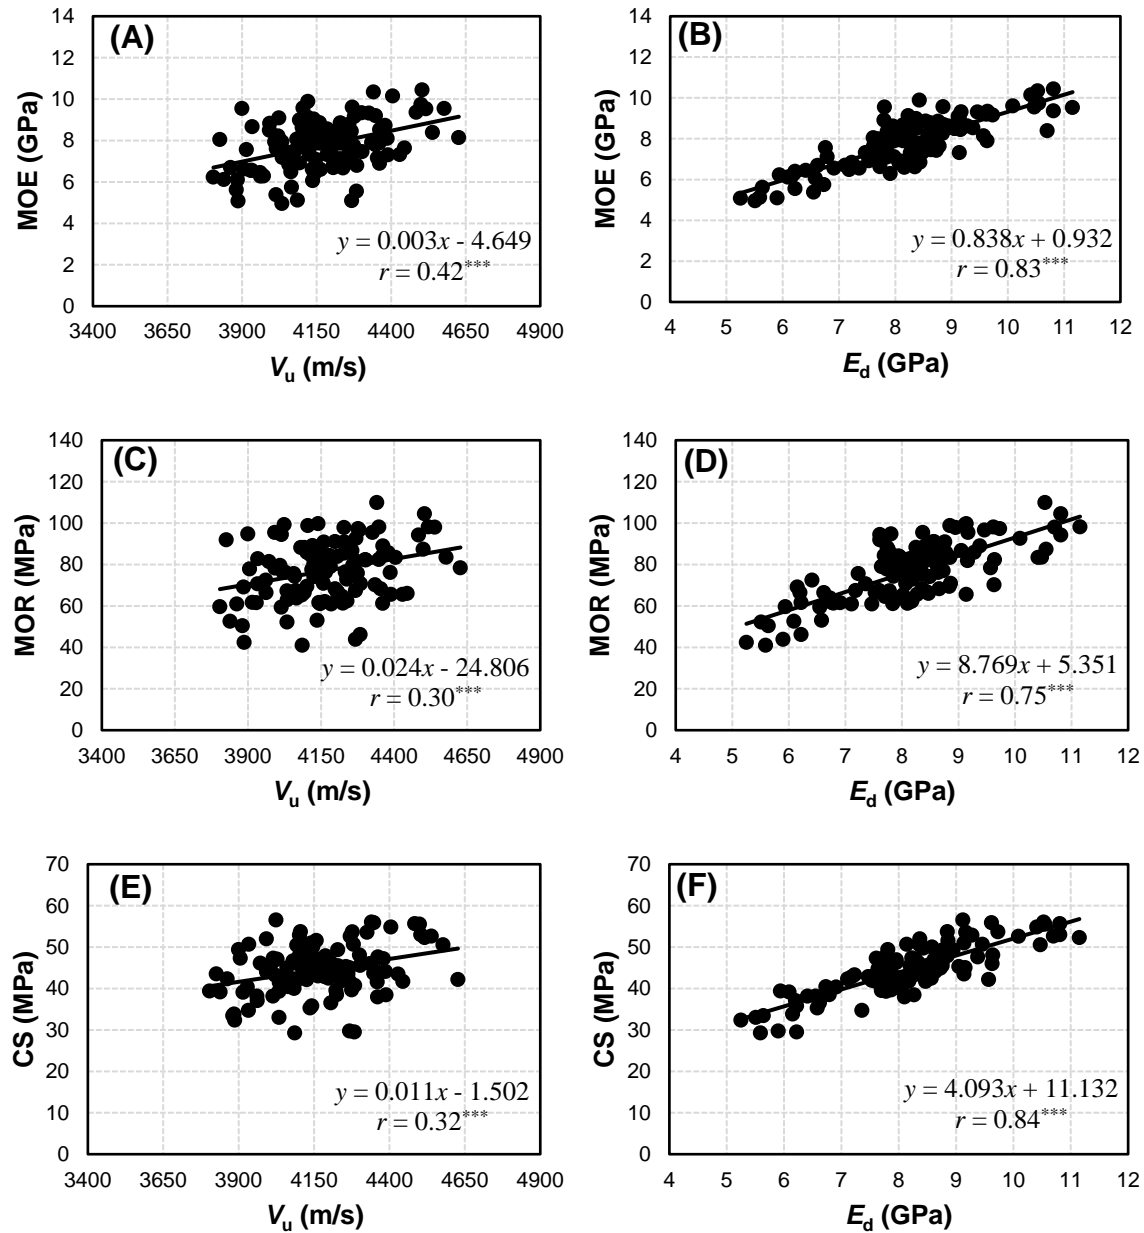 (A)
14
12
10
8
6
4
2
0
MOE (GPa)
y = 0.003x - 4.649
r = 0.42***
3400 3650 3900 4150 4400 4650 4900
Vu (m/s)
(B)
14
12
10
8
6
4
2
0
MOE (GPa)
y = 0.838x + 0.932
r = 0.83***
4 5 6 7 8 9 10 11 12
Ed (GPa)
(C)
140
120
100
80
60
40
20
0
MOR (MPa)
y = 0.024x - 24.806
r = 0.30***
3400 3650 3900 4150 4400 4650 4900
Vu (m/s)
(D)
140
120
100
80
60
40
20
0
MOR (MPa)
y = 8.769x + 5.351
r = 0.75***
4 5 6 7 8 9 10 11 12
Ed (GPa)
(E)
70
60
50
40
30
20
10
0
CS (MPa)
y = 0.011x - 1.502
r = 0.32***
3400 3650 3900 4150 4400 4650 4900
Vu (m/s)
(F)
70
60
50
40
30
20
10
0
CS (MPa)
y = 4.093x + 11.132
r = 0.84***
4 5 6 7 8 9 10 11 12
Ed (GPa)